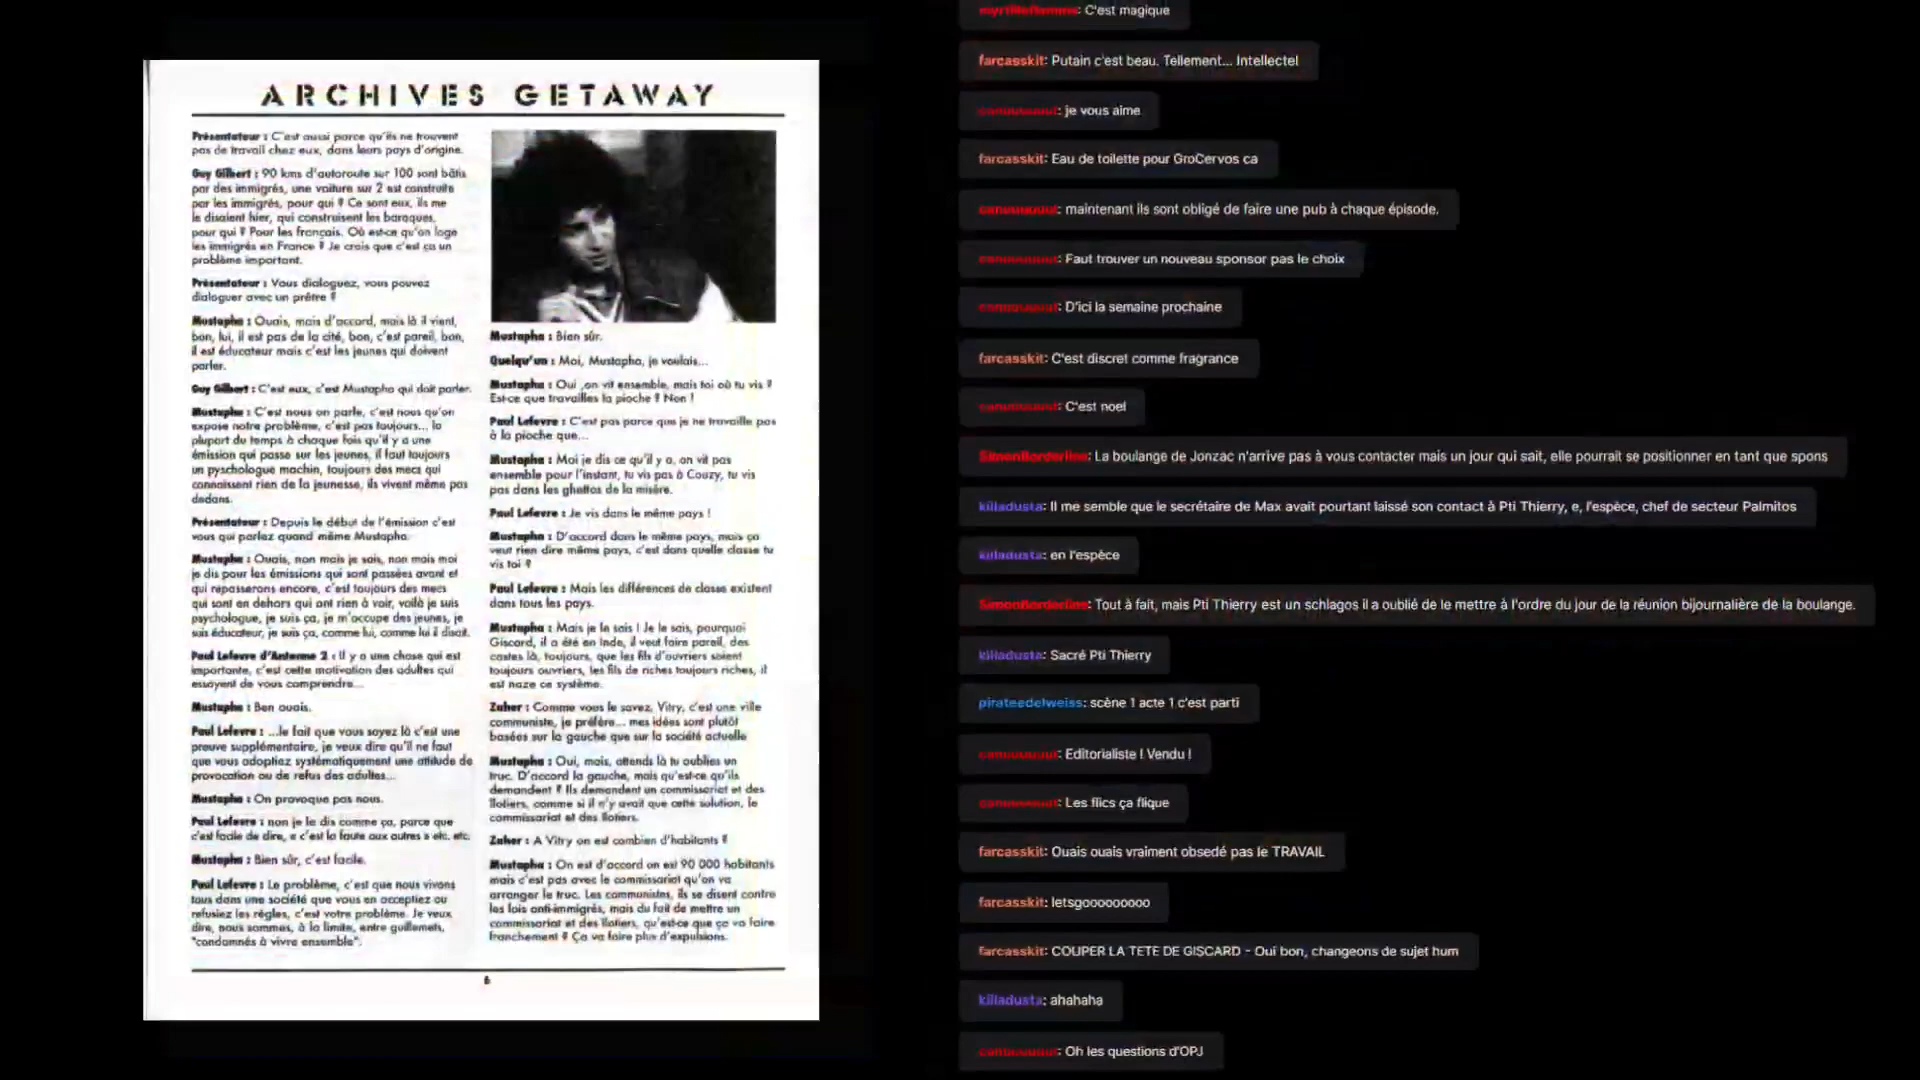 ARCHIVES GETAWAY
Présentateur : C'est aussi parce qu'ils ne trouvent
pas de travail chez eux, dans leurs pays d'origine.
Guy Gilbert : 90 kms d'autoroute sur 100 sont bâtis
par des immigrés, une voiture sur 2 est construite
par les immigrés, pour qui ? Ce sont eux, ils me
le disaient hier, qui construisent les baraques,
pour qui ? Pour les français. Où est-ce qu'on loge
les immigrés en France ? Je crois que c'est ça un
problème important.
Présentateur : Vous dialoguez, vous pouvez
dialoguer avec un prêtre ?
Mustapha : Ouais, mais d'accord, mais là il vient,
bon, lui, il est pas de la cité, bon, c'est pareil, bon,
il est éducateur mais c'est les jeunes qui doivent
parler.
Guy Gilbert : C'est eux, c'est Mustapha qui doit parler.
Mustapha : C'est nous on parle, c'est nous qu'on
expose notre problème, c'est pas toujours... la
plupart du temps à chaque fois qu'il y a une
émission qui passe sur les jeunes, il faut toujours
un pyschologue machin, toujours des mecs qui
connaissent rien de la jeunesse, ils vivent même pas
dedans.
Présentateur : Depuis le début de l'émission c'est
vous qui parlez quand même Mustapha.
Mustapha : Ouais, non mais je sais, non mais moi
je dis pour les émissions qui sont passées avant et
qui repasserons encore, c'est toujours des mecs
qui sont en dehors qui ont rien à voir, voilà je suis
psychologue, je suis ça, je m'occupe des jeunes, je
suis éducateur, je suis ça, comme lui, comme lui il disait.
Paul Lefevre d'Antenne 2 : Il y a une chose qui est
importante, c'est cette motivation des adultes qui
essayent de vous comprendre...
Mustapha : Ben ouais.
Paul Lefevre : ...le fait que vous soyez là c'est une
preuve supplémentaire, je veux dire qu'il ne faut
que vous adoptiez systématiquement une attitude de
provocation ou de refus des adultes...
Mustapha : On provoque pas nous.
Paul Lefevre : non je le dis comme ça, parce que
c'est facile de dire, « c'est la faute aux autres » etc. etc.
Mustapha : Bien sûr, c'est facile.
Paul Lefevre : Le problème, c'est que nous vivons
tous dans une société que vous en acceptiez ou
refusiez les règles, c'est votre problème. Je veux
dire, nous sommes, à la limite, entre guillemets,
"condamnés à vivre ensemble".
Mustapha : Bien sûr.
Quelqu'un : Moi, Mustapha, je voulais...
Mustapha : Oui ,on vit ensemble, mais toi où tu vis ?
Est-ce que travailles la pioche ? Non !
Paul Lefevre : C'est pas parce que je ne travaille pas
à la pioche que...
Mustapha : Moi je dis ce qu'il y a, on vit pas
ensemble pour l'instant, tu vis pas à Couzy, tu vis
pas dans les ghettos de la misère.
Paul Lefevre : Je vis dans le même pays !
Mustapha : D'accord dans le même pays, mais ça
veut rien dire même pays, c'est dans quelle classe tu
vis toi ?
Paul Lefevre : Mais les différences de classe existent
dans tous les pays.
Mustapha : Mais je le sais ! Je le sais, pourquoi
Giscard, il a été en Inde, il veut faire pareil, des
castes là, toujours, que les fils d'ouvriers soient
toujours ouvriers, les fils de riches toujours riches, il
est naze ce système.
Zaher : Comme vous le savez, Vitry, c'est une ville
communiste, je préfère... mes idées sont plutôt
basées sur la gauche que sur la société actuelle
Mustapha : Oui, mais, attends là tu oublies un
truc. D'accord la gauche, mais qu'est-ce qu'ils
demandent ? Ils demandent un commissariat et des
îlotiers, comme si il n'y avait que cette solution, le
commissariat et des îlotiers.
Zaher : A Vitry on est combien d'habitants ?
Mustapha : On est d'accord on est 90 000 habitants
mais c'est pas avec le commissariat qu'on va
arranger le truc. Les communistes, ils se disent contre
les lois anti-immigrés, mais du fait de mettre un
commissariat et des îlotiers, qu'est-ce que ça va faire
franchement ? Ça va faire plus d'expulsions.
6
C'est magique
farcasskit: Putain c'est beau. Tellement... Intellectel
je vous aime
farcasskit: Eau de toilette pour GroCervos ca
maintenant ils sont obligé de faire une pub à chaque épisode.
Faut trouver un nouveau sponsor pas le choix
D'ici la semaine prochaine
farcasskit: C'est discret comme fragrance
C'est noel
SimonBorderline: La boulange de Jonzac n'arrive pas à vous contacter mais un jour qui sait, elle pourrait se positionner en tant que spons
killadusta: Il me semble que le secrétaire de Max avait pourtant laissé son contact à Pti Thierry, e, l'espèce, chef de secteur Palmitos
killadusta: en l'espèce
SimonBorderline: Tout à fait, mais Pti Thierry est un schlagos il a oublié de le mettre à l'ordre du jour de la réunion bijournalière de la boulange.
killadusta: Sacré Pti Thierry
pirateedelweiss: scène 1 acte 1 c'est parti
Editorialiste ! Vendu !
Les flics ça flique
farcasskit: Ouais ouais vraiment obsedé pas le TRAVAIL
farcasskit: letsgooooooooo
farcasskit: COUPER LA TETE DE GISCARD - Oui bon, changeons de sujet hum
killadusta: ahahaha
Oh les questions d'OPJ